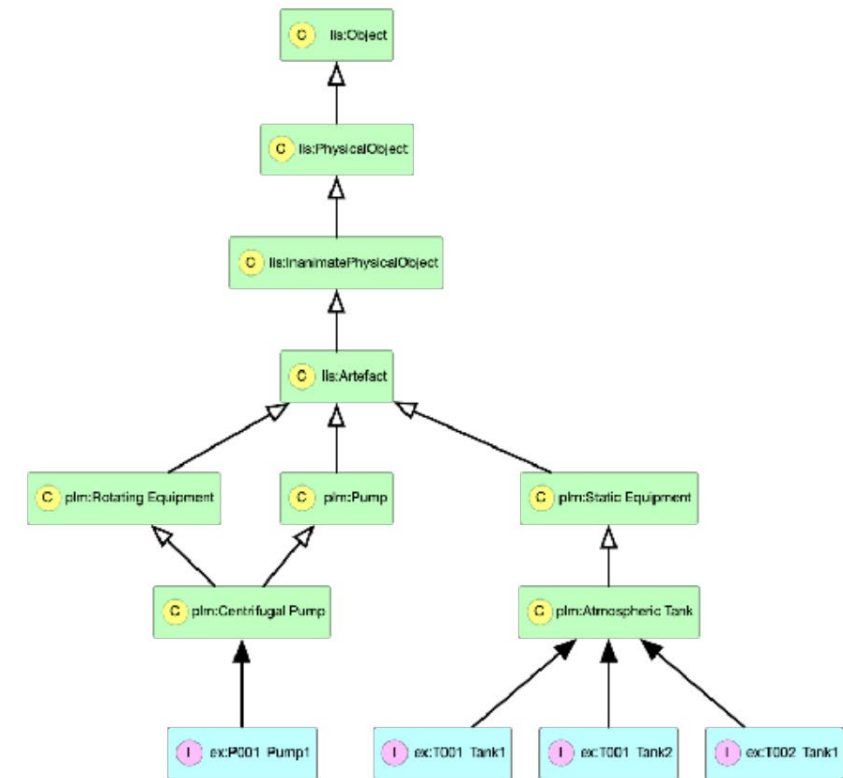 C lis:Object
C lis:PhysicalObject
C lis:InanimatePhysicalObject
C lis:Artefact
C plm:Rotating Equipment
C plm:Pump
C plm:Static Equipment
C plm:Centrifugal Pump
C plm:Atmospheric Tank
I ex:P001 Pump1
I ex:T001 Tank1
I ex:T001 Tank2
I ex:T002 Tank1